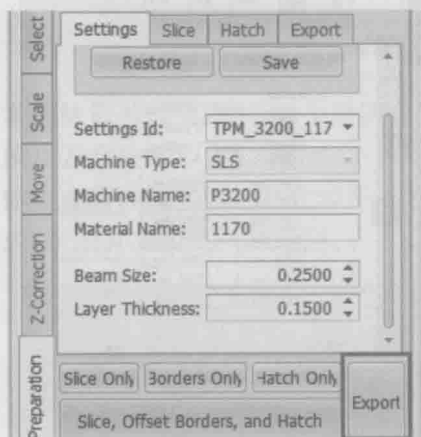 Settings Slice Hatch Export
Restore Save
Settings Id: TPM_3200_117
Machine Type: SLS
Machine Name: P3200
Material Name: 1170
Beam Size: 0.2500
Layer Thickness: 0.1500
Slice Only Borders Only Hatch Only
Slice, Offset Borders, and Hatch
Export
Select
Scale
Move
Z-Correction
Preparation